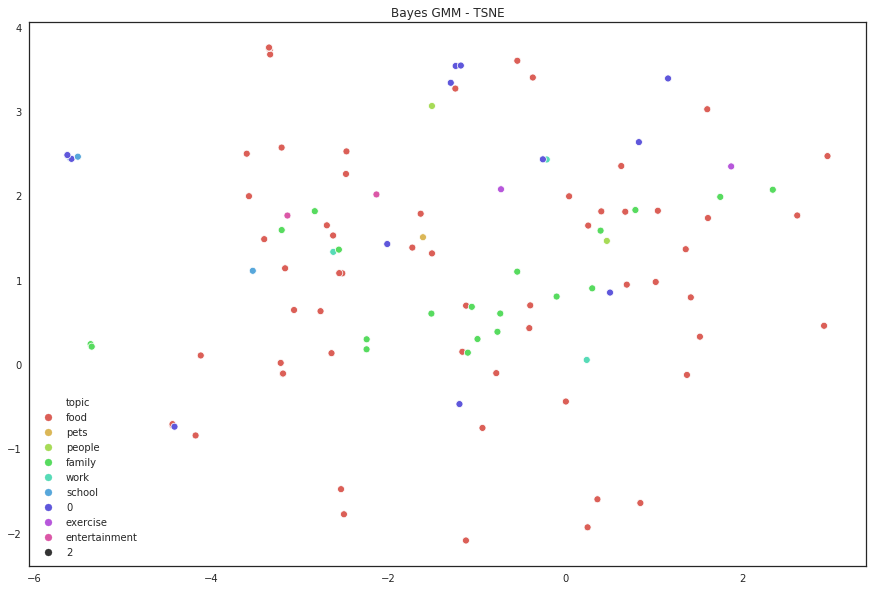 Bayes GMM - TSNE
4
3
2
1
0
−1
−2
topic
food
pets
people
family
work
school
0
exercise
entertainment
2
−6
−4
−2
0
2